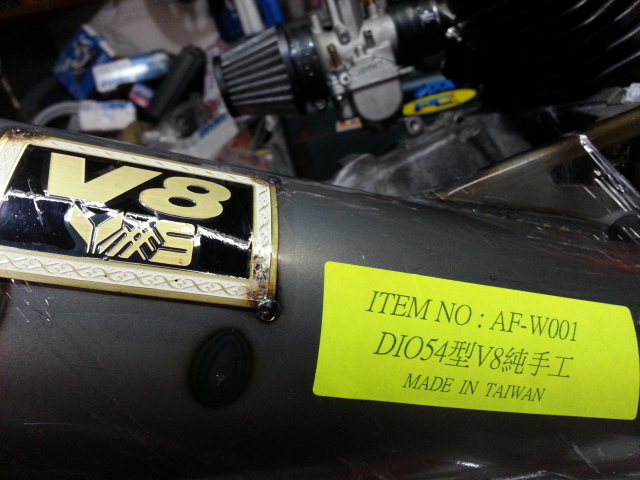 V8
YHS
ITEM NO : AF-W001
DIO54型V8純手工
MADE IN TAIWAN